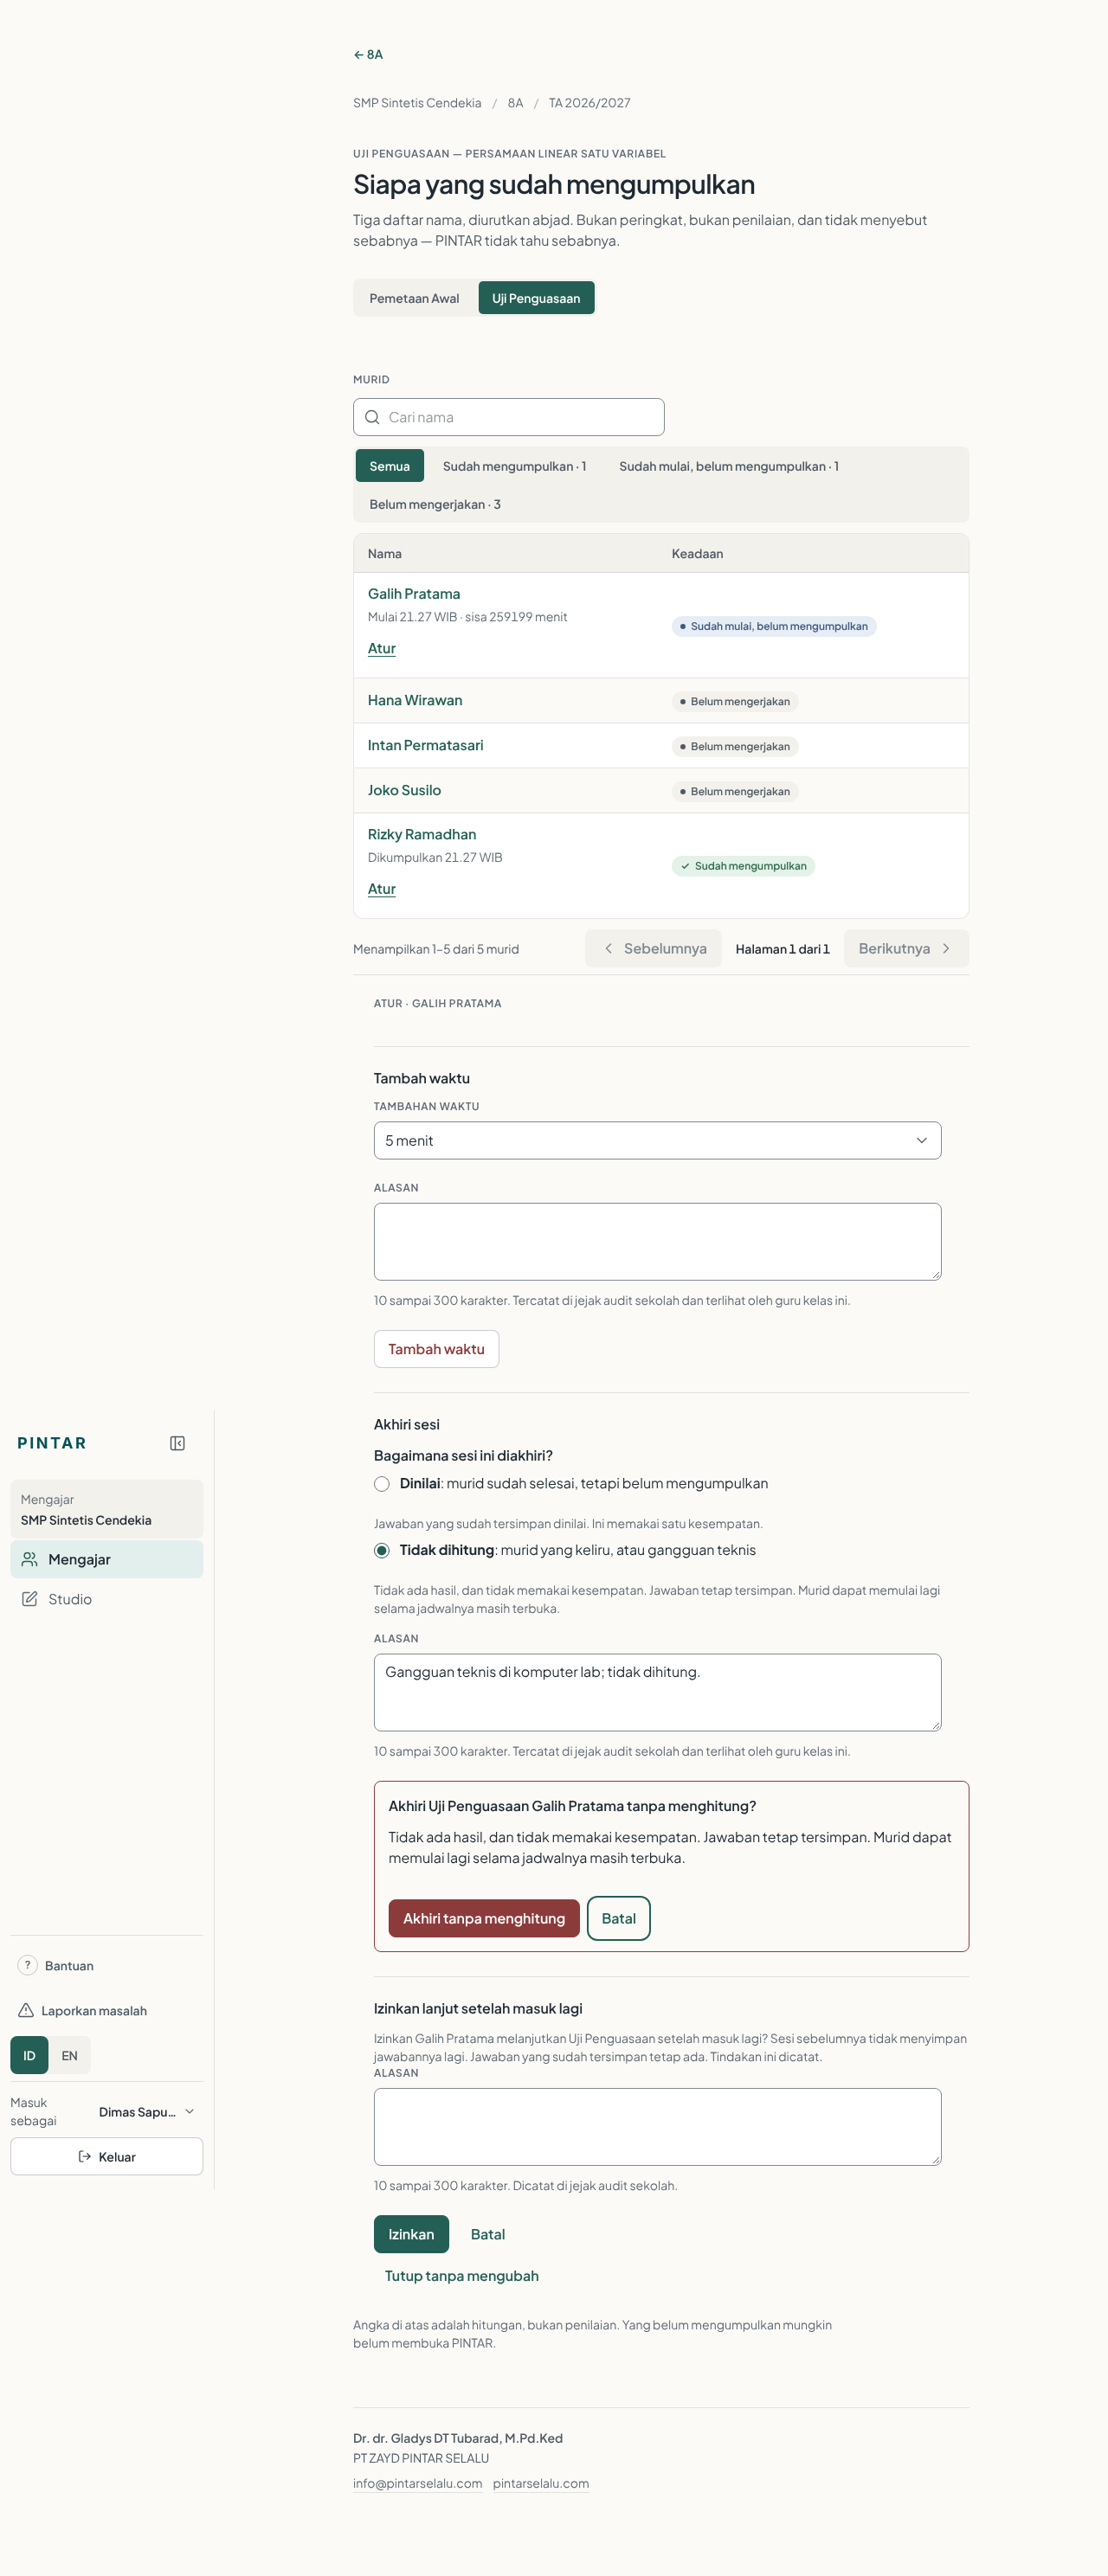 ← 8A
SMP Sintetis Cendekia / 8A / TA 2026/2027
UJI PENGUASAAN — PERSAMAAN LINEAR SATU VARIABEL
Siapa yang sudah mengumpulkan
Tiga daftar nama, diurutkan abjad. Bukan peringkat, bukan penilaian, dan tidak menyebut
sebabnya — PINTAR tidak tahu sebabnya.
Pemetaan Awal Uji Penguasaan
MURID
Cari nama
Semua Sudah mengumpulkan · 1 Sudah mulai, belum mengumpulkan · 1
Belum mengerjakan · 3
Nama Keadaan
Galih Pratama
Mulai 21.27 WIB · sisa 259199 menit
Sudah mulai, belum mengumpulkan
Atur
Hana Wirawan Belum mengerjakan
Intan Permatasari Belum mengerjakan
Joko Susilo Belum mengerjakan
Rizky Ramadhan
Dikumpulkan 21.27 WIB
Sudah mengumpulkan
Atur
Menampilkan 1–5 dari 5 murid Sebelumnya Halaman 1 dari 1 Berikutnya
ATUR · GALIH PRATAMA
Tambah waktu
TAMBAHAN WAKTU
5 menit
ALASAN
10 sampai 300 karakter. Tercatat di jejak audit sekolah dan terlihat oleh guru kelas ini.
Tambah waktu
Akhiri sesi
Bagaimana sesi ini diakhiri?
Dinilai: murid sudah selesai, tetapi belum mengumpulkan
Jawaban yang sudah tersimpan dinilai. Ini memakai satu kesempatan.
Tidak dihitung: murid yang keliru, atau gangguan teknis
Tidak ada hasil, dan tidak memakai kesempatan. Jawaban tetap tersimpan. Murid dapat memulai lagi
selama jadwalnya masih terbuka.
ALASAN
Gangguan teknis di komputer lab; tidak dihitung.
10 sampai 300 karakter. Tercatat di jejak audit sekolah dan terlihat oleh guru kelas ini.
Akhiri Uji Penguasaan Galih Pratama tanpa menghitung?
Tidak ada hasil, dan tidak memakai kesempatan. Jawaban tetap tersimpan. Murid dapat
memulai lagi selama jadwalnya masih terbuka.
Akhiri tanpa menghitung Batal
Izinkan lanjut setelah masuk lagi
Izinkan Galih Pratama melanjutkan Uji Penguasaan setelah masuk lagi? Sesi sebelumnya tidak menyimpan
jawabannya lagi. Jawaban yang sudah tersimpan tetap ada. Tindakan ini dicatat.
ALASAN
10 sampai 300 karakter. Dicatat di jejak audit sekolah.
Izinkan Batal
Tutup tanpa mengubah
Angka di atas adalah hitungan, bukan penilaian. Yang belum mengumpulkan mungkin
belum membuka PINTAR.
Dr. dr. Gladys DT Tubarad, M.Pd.Ked
PT ZAYD PINTAR SELALU
info@pintarselalu.com pintarselalu.com
PINTAR
Mengajar
SMP Sintetis Cendekia
Mengajar
Studio
? Bantuan
Laporkan masalah
ID EN
Masuk
sebagai
Dimas Sapu…
Keluar